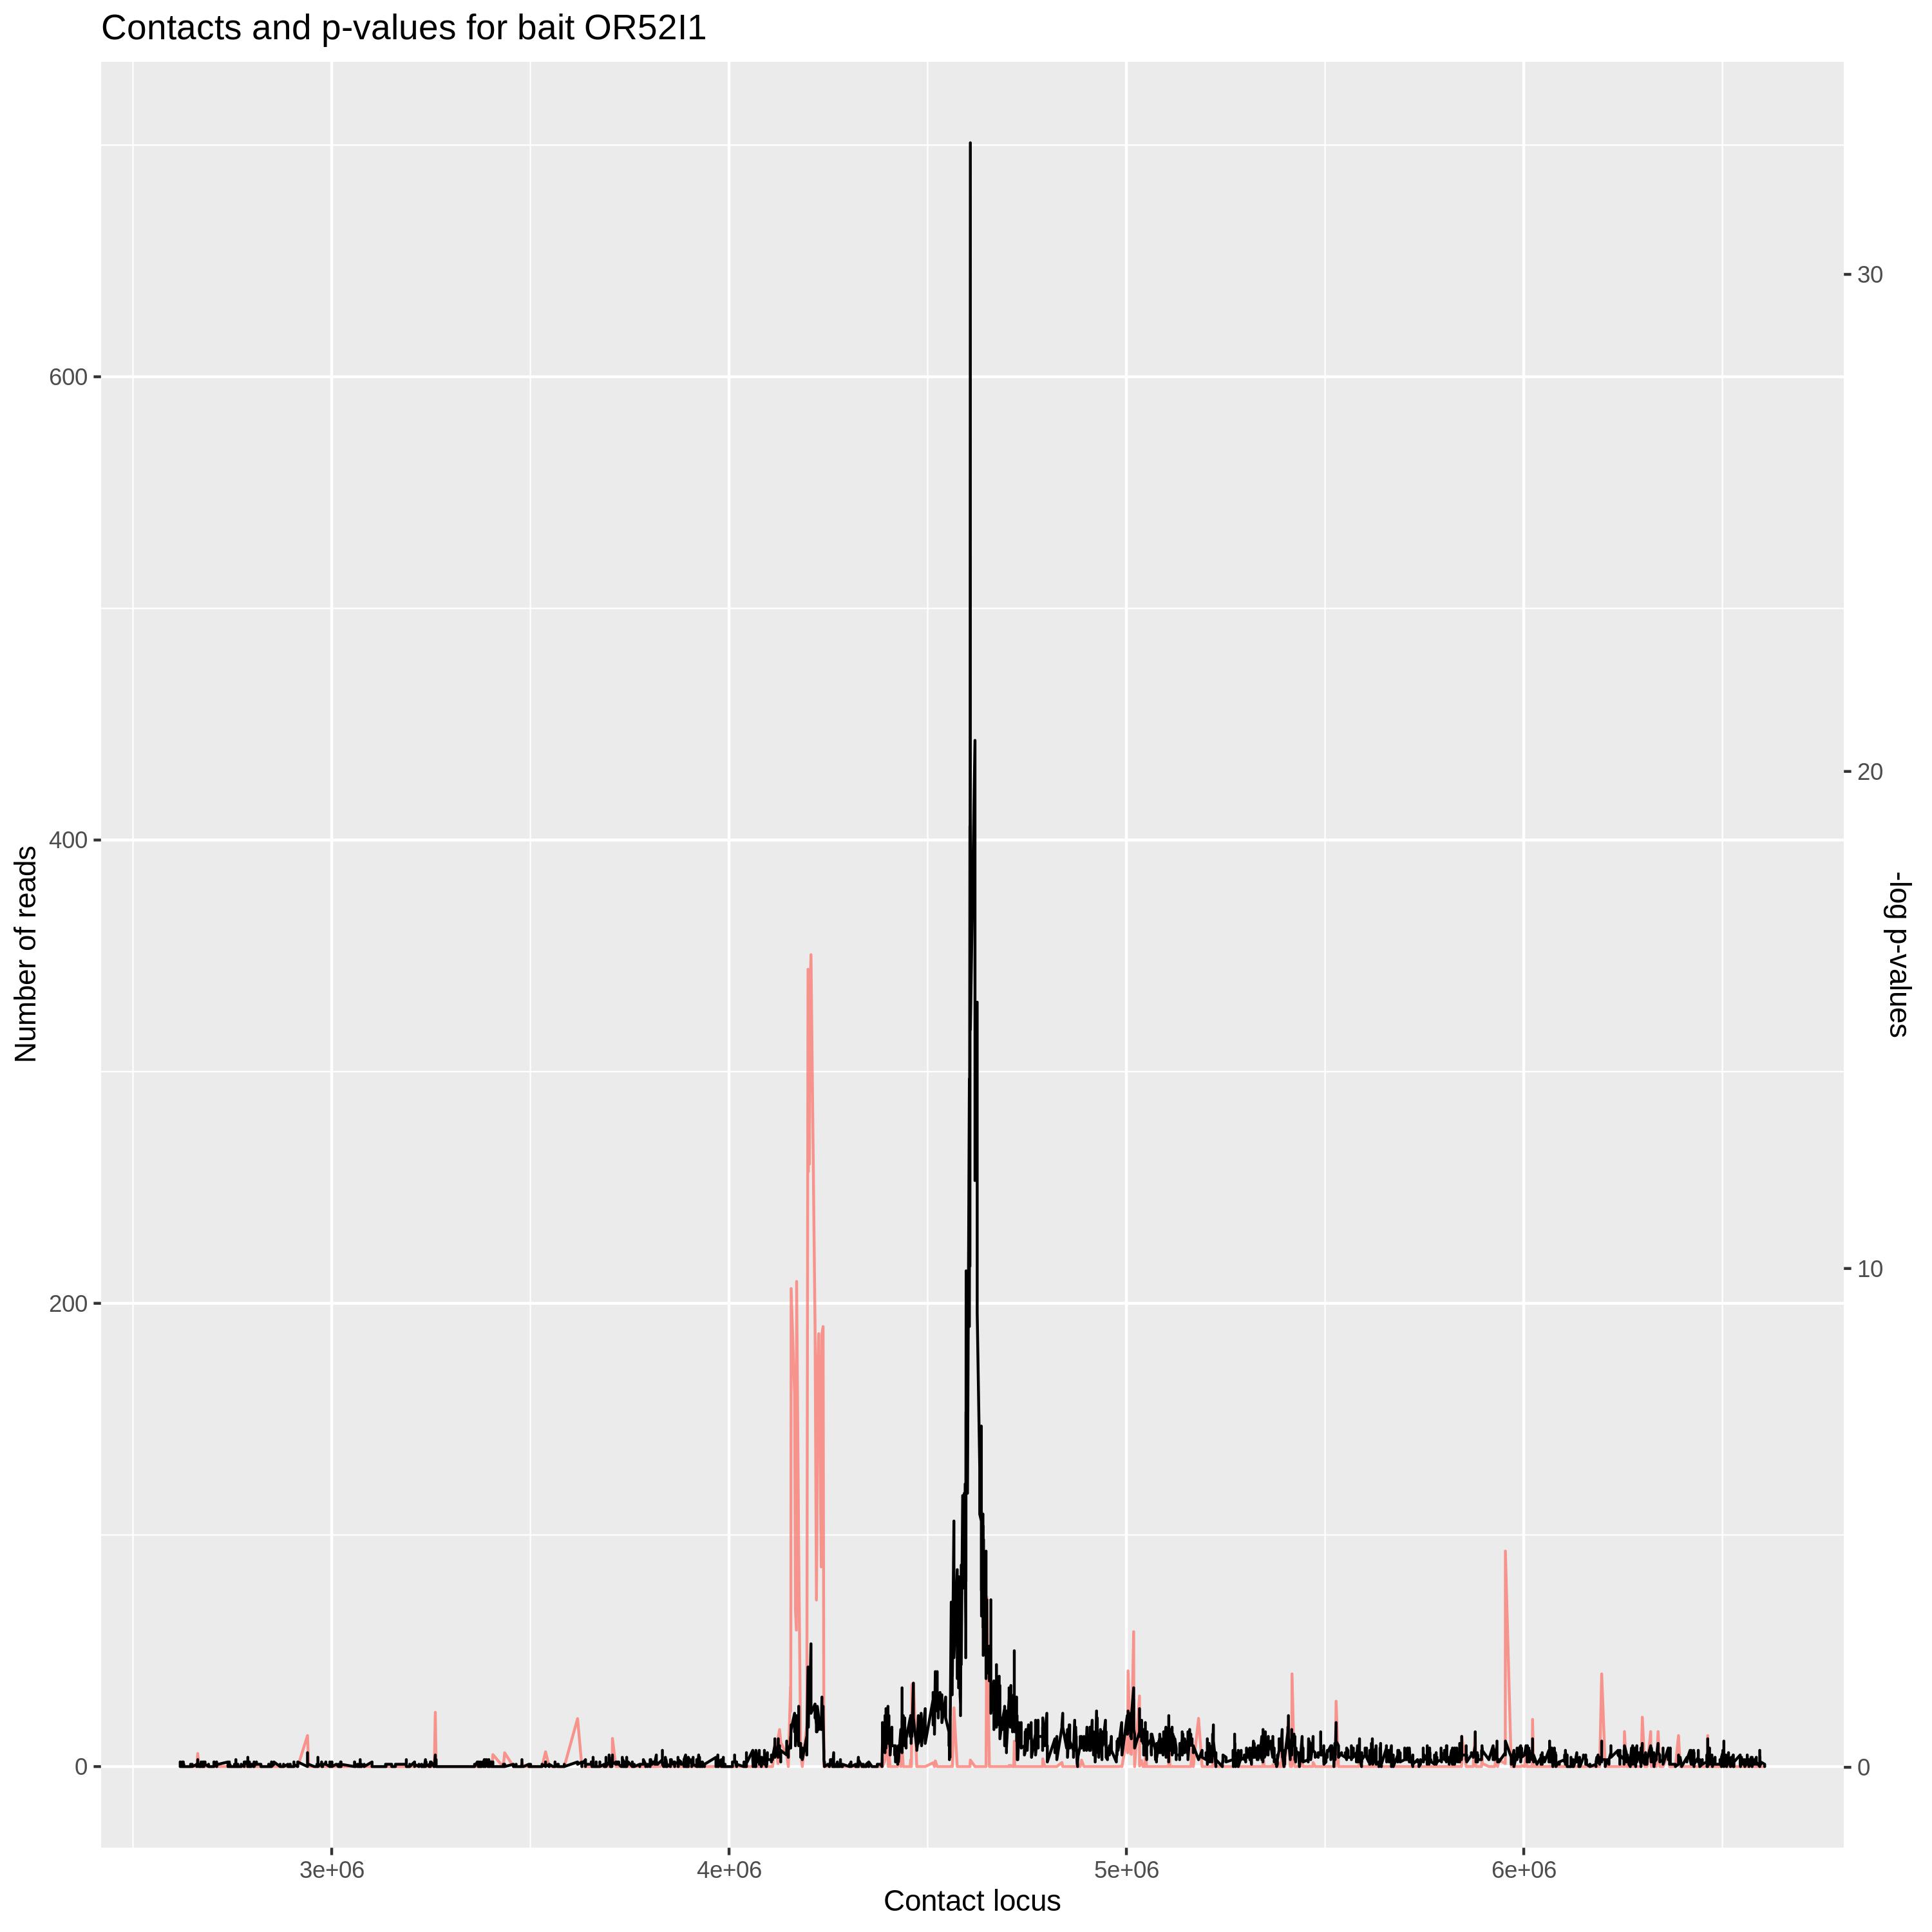 Contacts and p-values for bait OR52I1
Number of reads
600
400
200
0
30
20
10
0
-log p-values
3e+06 4e+06 5e+06 6e+06
Contact locus